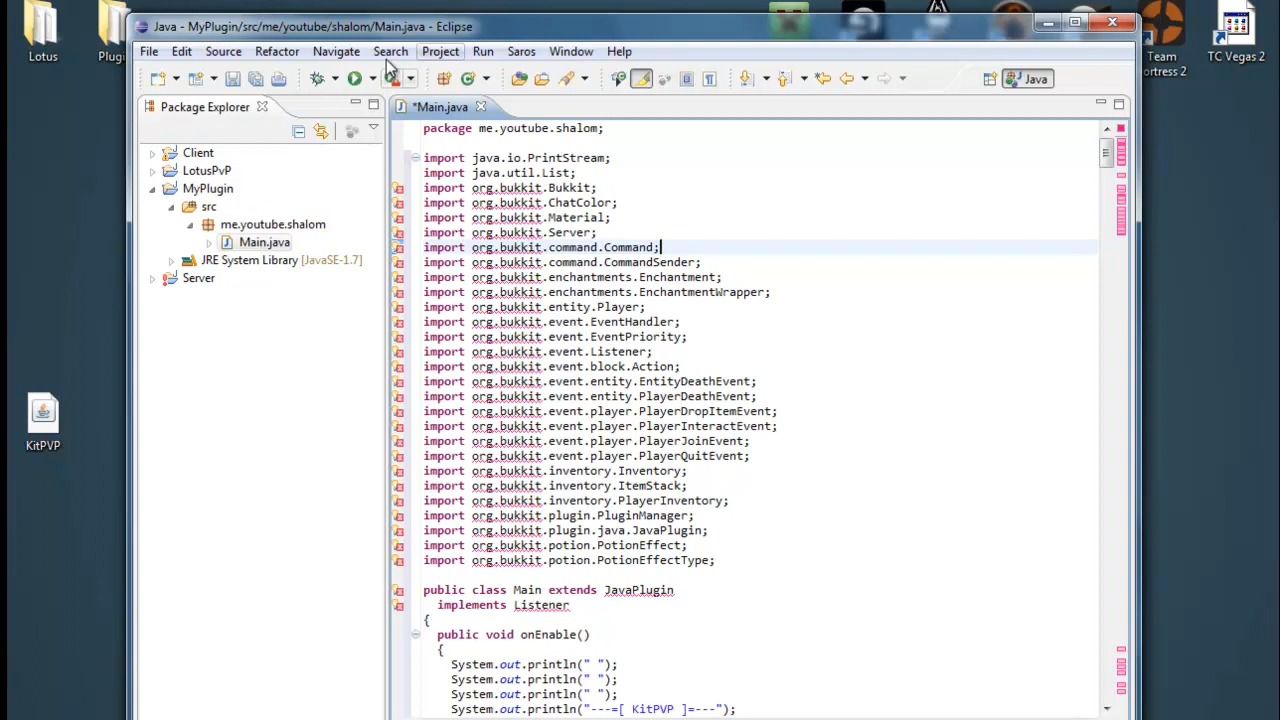 Lotus
Plugi
Java - MyPlugin/src/me/youtube/shalom/Main.java - Eclipse
File Edit Source Refactor Navigate Search Project Run Saros Window Help
Java
Package Explorer
*Main.java
Client
LotusPvP
MyPlugin
src
me.youtube.shalom
Main.java
JRE System Library [JavaSE-1.7]
Server
package me.youtube.shalom;
import java.io.PrintStream;
import java.util.List;
import org.bukkit.Bukkit;
import org.bukkit.ChatColor;
import org.bukkit.Material;
import org.bukkit.Server;
import org.bukkit.command.Command;
import org.bukkit.command.CommandSender;
import org.bukkit.enchantments.Enchantment;
import org.bukkit.enchantments.EnchantmentWrapper;
import org.bukkit.entity.Player;
import org.bukkit.event.EventHandler;
import org.bukkit.event.EventPriority;
import org.bukkit.event.Listener;
import org.bukkit.event.block.Action;
import org.bukkit.event.entity.EntityDeathEvent;
import org.bukkit.event.entity.PlayerDeathEvent;
import org.bukkit.event.player.PlayerDropItemEvent;
import org.bukkit.event.player.PlayerInteractEvent;
import org.bukkit.event.player.PlayerJoinEvent;
import org.bukkit.event.player.PlayerQuitEvent;
import org.bukkit.inventory.Inventory;
import org.bukkit.inventory.ItemStack;
import org.bukkit.inventory.PlayerInventory;
import org.bukkit.plugin.PluginManager;
import org.bukkit.plugin.java.JavaPlugin;
import org.bukkit.potion.PotionEffect;
import org.bukkit.potion.PotionEffectType;
public class Main extends JavaPlugin
implements Listener
{
public void onEnable()
{
System.out.println(" ");
System.out.println(" ");
System.out.println(" ");
System.out.println("---=[ KitPVP ]=---");
KitPVP
Team
ortress 2
TC Vegas 2